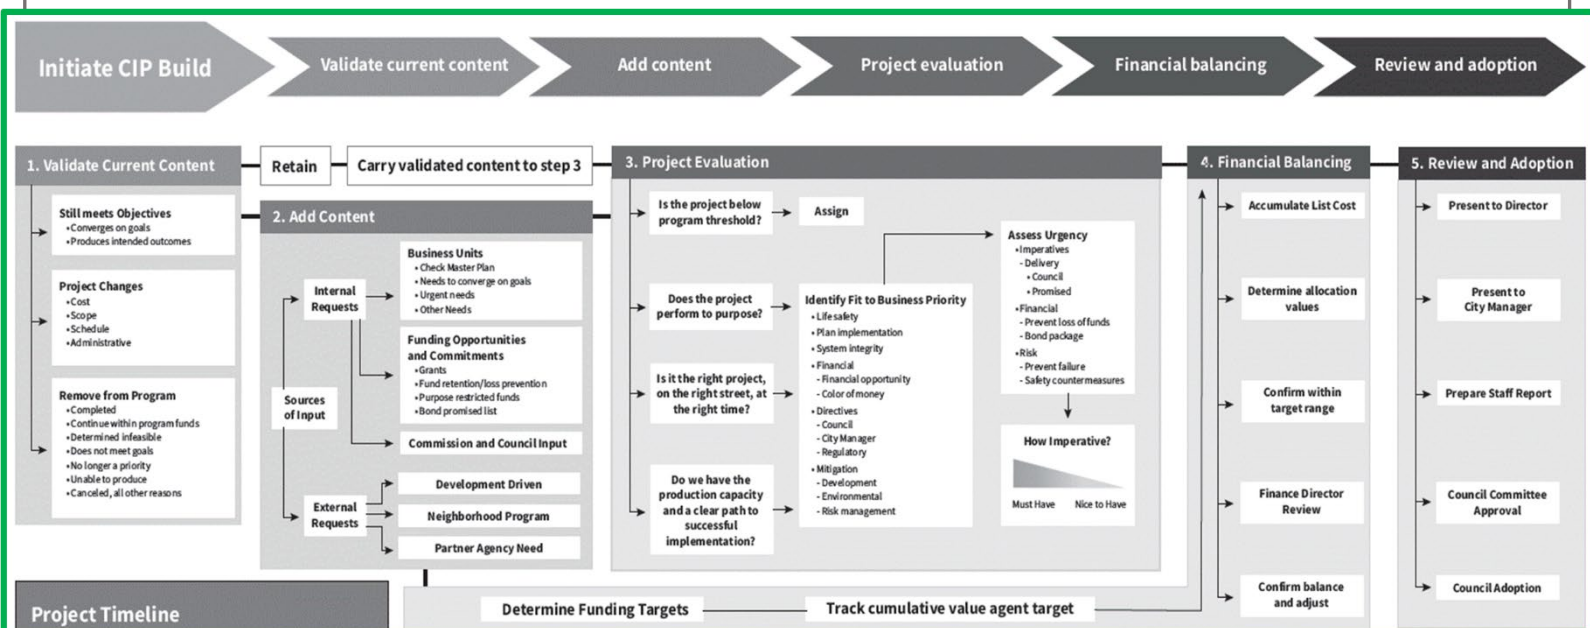 Initiate CIP Build
Validate current content
Add content
Project evaluation
Financial balancing
Review and adoption
1. Validate Current Content
Still meets Objectives
•Converges on goals
•Produces intended outcomes
Project Changes
•Cost
•Scope
•Schedule
•Administrative
Remove from Program
•Completed
•Continue within program funds
•Determined infeasible
•Does not meet goals
•No longer a priority
•Unable to produce
•Canceled, all other reasons
Retain
Carry validated content to step 3
2. Add Content
Sources
of Input
Internal
Requests
Business Units
•Check Master Plan
•Needs to converge on goals
•Urgent needs
•Other Needs
Funding Opportunities
and Commitments
•Grants
•Fund retention/loss prevention
•Purpose restricted funds
•Bond promised list
Commission and Council Input
External
Requests
Development Driven
Neighborhood Program
Partner Agency Need
3. Project Evaluation
Is the project below
program threshold?
Assign
Does the project
perform to purpose?
Is it the right project,
on the right street, at
the right time?
Do we have the
production capacity
and a clear path to
successful
implementation?
Identify Fit to Business Priority
•Life safety
•Plan implementation
•System integrity
•Financial
- Financial opportunity
- Color of money
•Directives
- Council
- City Manager
- Regulatory
•Mitigation
- Development
- Environmental
- Risk management
Assess Urgency
•Imperatives
- Delivery
•Council
•Promised
•Financial
- Prevent loss of funds
- Bond package
•Risk
- Prevent failure
- Safety countermeasures
How Imperative?
Must Have
Nice to Have
4. Financial Balancing
Accumulate List Cost
Determine allocation
values
Confirm within
target range
Finance Director
Review
Confirm balance
and adjust
5. Review and Adoption
Present to Director
Present to
City Manager
Prepare Staff Report
Council Committee
Approval
Council Adoption
Project Timeline
Determine Funding Targets
Track cumulative value agent target